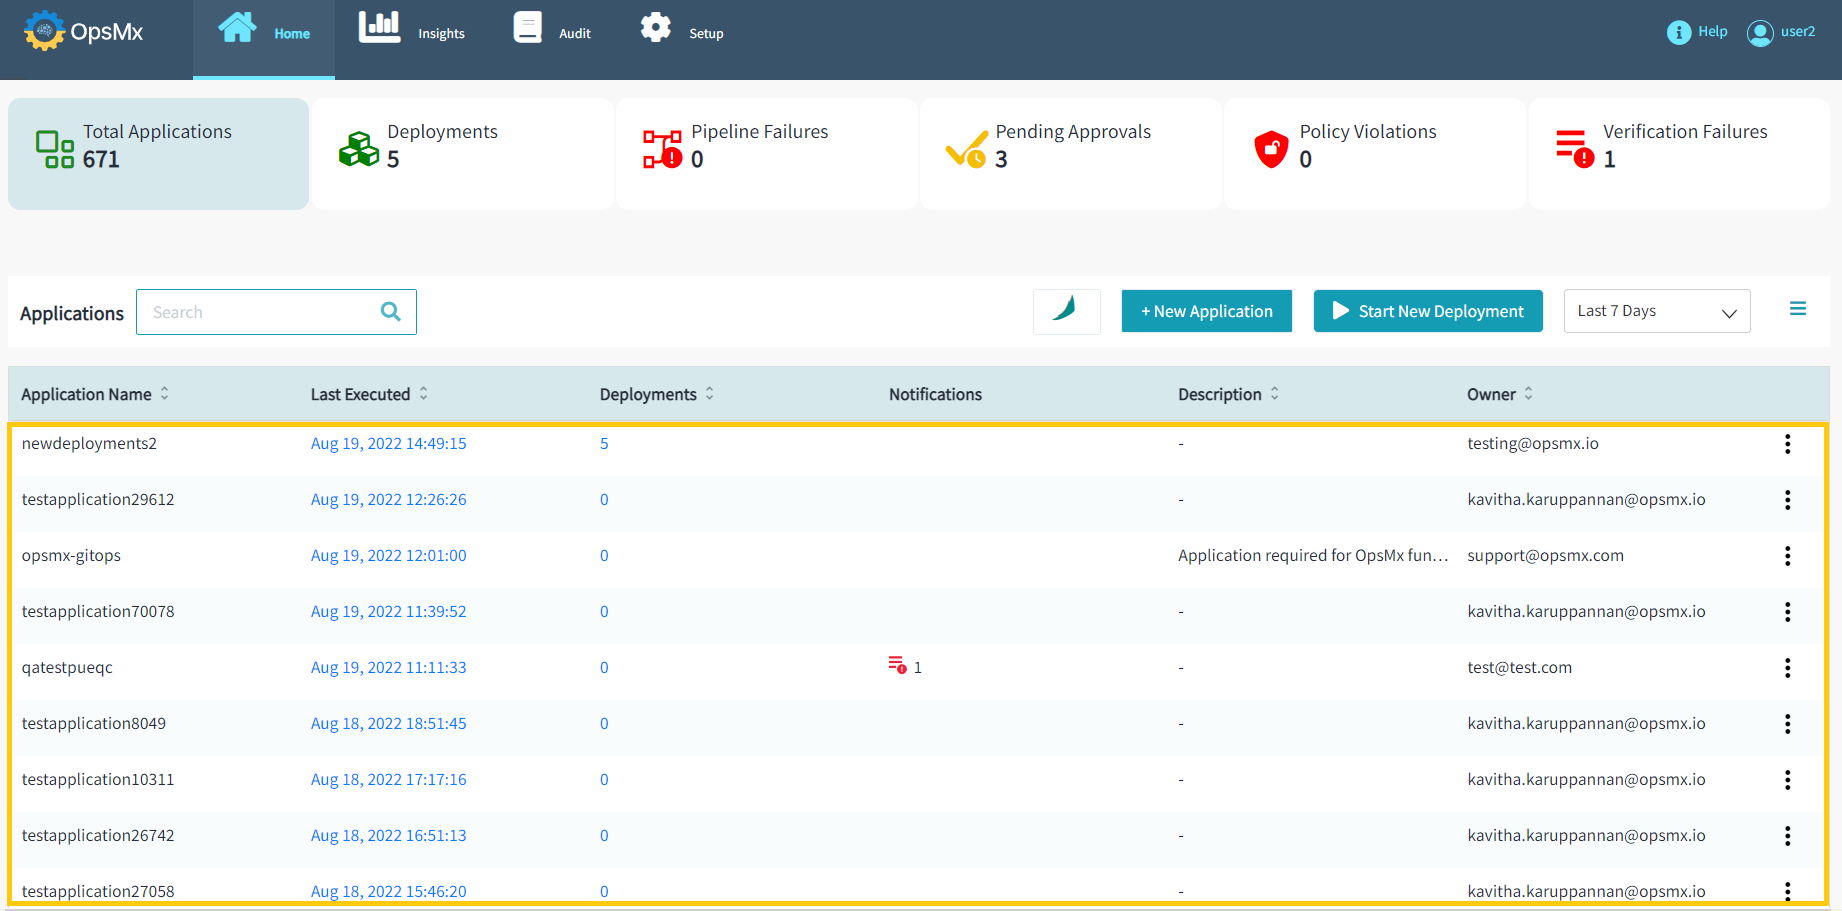 OpsMx
Home
Insights
Audit
Setup
Help
user2
Total Applications
671
Deployments
5
Pipeline Failures
0
Pending Approvals
3
Policy Violations
0
Verification Failures
1
Applications
Search
+ New Application
Start New Deployment
Last 7 Days
Application Name Last Executed Deployments Notifications Description Owner
newdeployments2 Aug 19, 2022 14:49:15 5 - testing@opsmx.io
testapplication29612 Aug 19, 2022 12:26:26 0 - kavitha.karuppannan@opsmx.io
opsmx-gitops Aug 19, 2022 12:01:00 0 Application required for OpsMx fun... support@opsmx.com
testapplication70078 Aug 19, 2022 11:39:52 0 - kavitha.karuppannan@opsmx.io
qatestpueqc Aug 19, 2022 11:11:33 0 1 - test@test.com
testapplication8049 Aug 18, 2022 18:51:45 0 - kavitha.karuppannan@opsmx.io
testapplication10311 Aug 18, 2022 17:17:16 0 - kavitha.karuppannan@opsmx.io
testapplication26742 Aug 18, 2022 16:51:13 0 - kavitha.karuppannan@opsmx.io
testapplication27058 Aug 18, 2022 15:46:20 0 - kavitha.karuppannan@opsmx.io